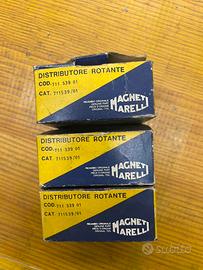 DISTRIBUTORE ROTANTE
COD. 711 539 01
CAT. 711539/01
MAGNETI
MARELLI
DISTRIBUTORE ROTANTE
COD. 711 539 01
CAT. 711539/01
MAGNETI
MARELLI
DISTRIBUTORE ROTANTE
COD. 711 539 01
CAT. 711539/01
MAGNETI
MARELLI
subito